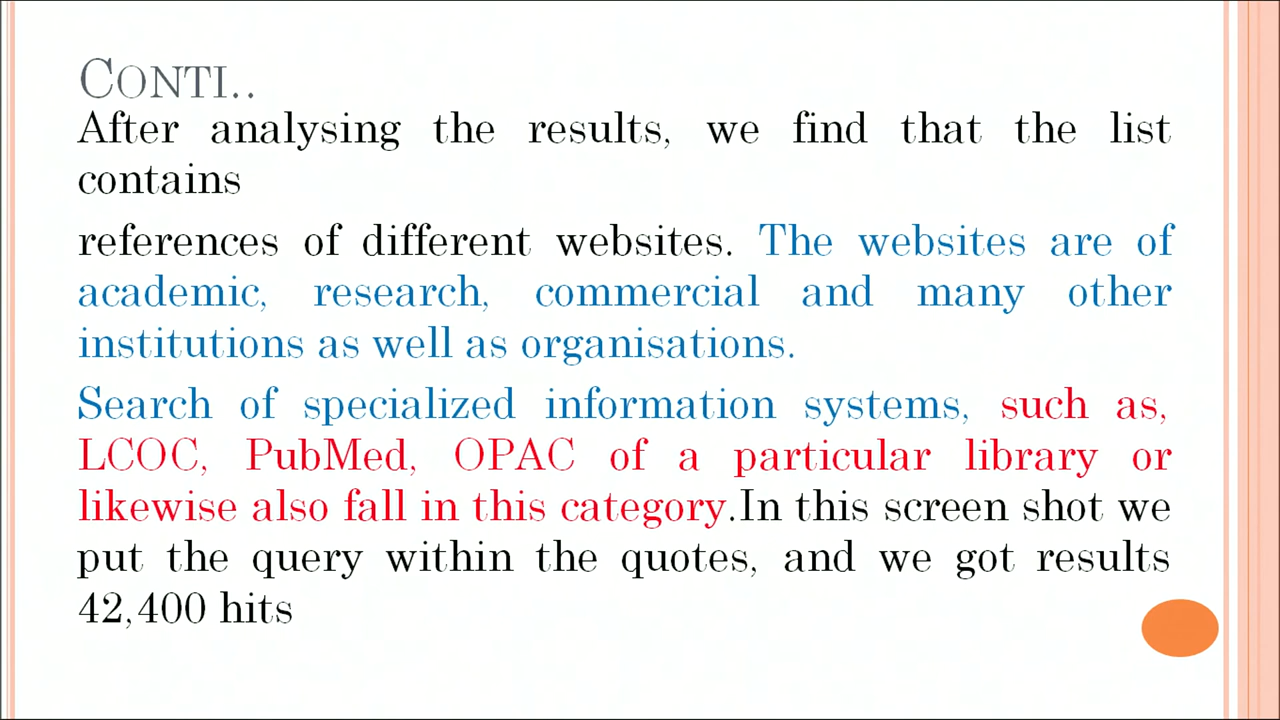 CONTI..
After analysing the results, we find that the list
contains
references of different websites. The websites are of
academic, research, commercial and many other
institutions as well as organisations.
Search of specialized information systems, such as,
LCOC, PubMed, OPAC of a particular library or
likewise also fall in this category.In this screen shot we
put the query within the quotes, and we got results
42,400 hits